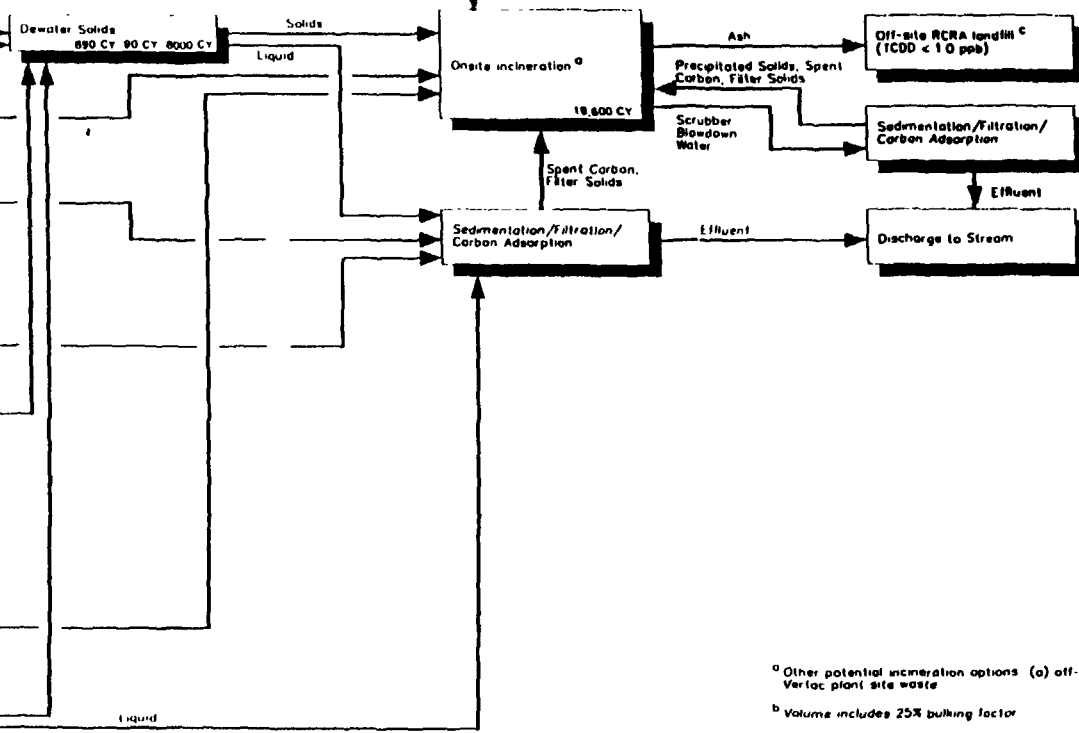 Dewater Solids
690 CY 90 CY 8000 CY
Solids
Liquid
Onsite incineration a
18,600 CY
Ash
Off-site RCRA landfill c
(TCDD < 1 0 ppb)
Precipitated Solids, Spent
Carbon, Filter Solids
Scrubber
Blowdown
Water
Sedimentation/Filtration/
Carbon Adsorption
Effluent
Spent Carbon,
Filter Solids
Sedimentation/Filtration/
Carbon Adsorption
Effluent
Discharge to Stream
Liquid
a Other potential incineration options (a) off-
Vertac plant site waste
b Volume includes 25% bulking factor